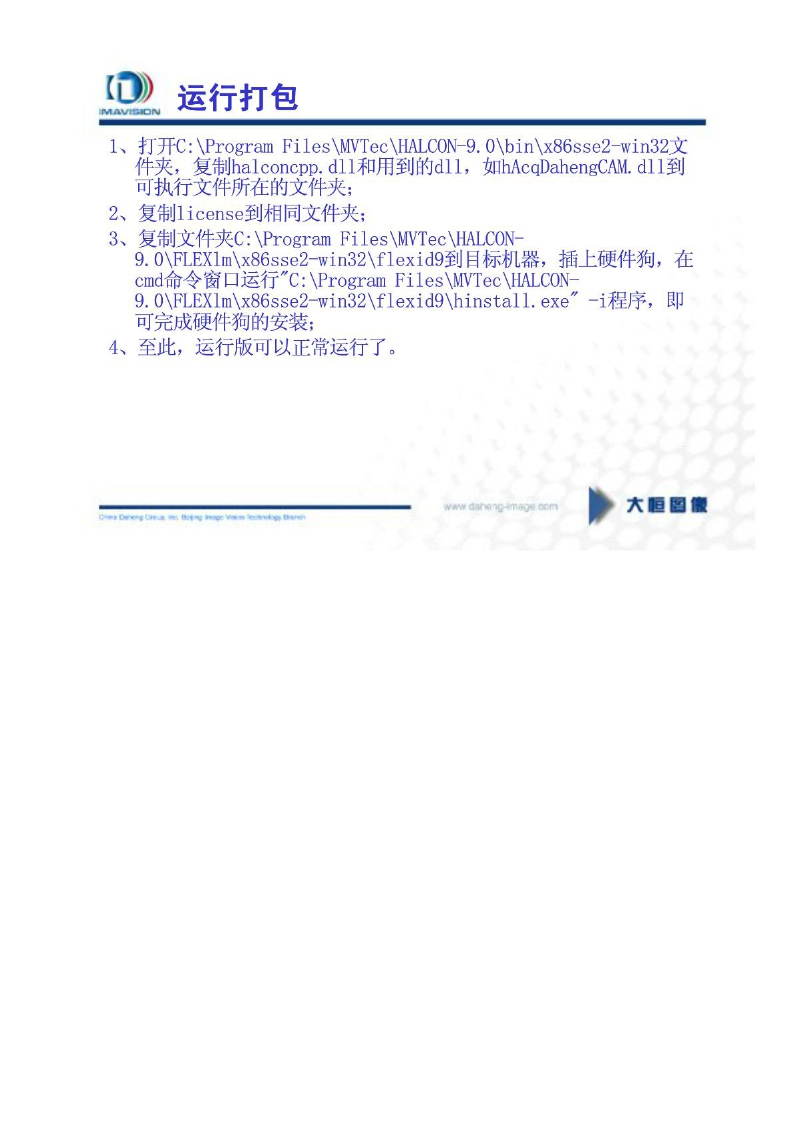 IMAVISION
运行打包
1、打开C:\Program Files\MVTec\HALCON-9.0\bin\x86sse2-win32文
件夹，复制halconcpp.dll和用到的dll，如hAcqDahengCAM.dll到
可执行文件所在的文件夹；
2、复制license到相同文件夹；
3、复制文件夹C:\Program Files\MVTec\HALCON-
9.0\FLEXlm\x86sse2-win32\flexid9到目标机器，插上硬件狗，在
cmd命令窗口运行"C:\Program Files\MVTec\HALCON-
9.0\FLEXlm\x86sse2-win32\flexid9\hinstall.exe" -i程序，即
可完成硬件狗的安装；
4、至此，运行版可以正常运行了。
China Daheng Group, Inc. Beijing Image Vision Technology Branch
www.daheng-image.com
大恒图像